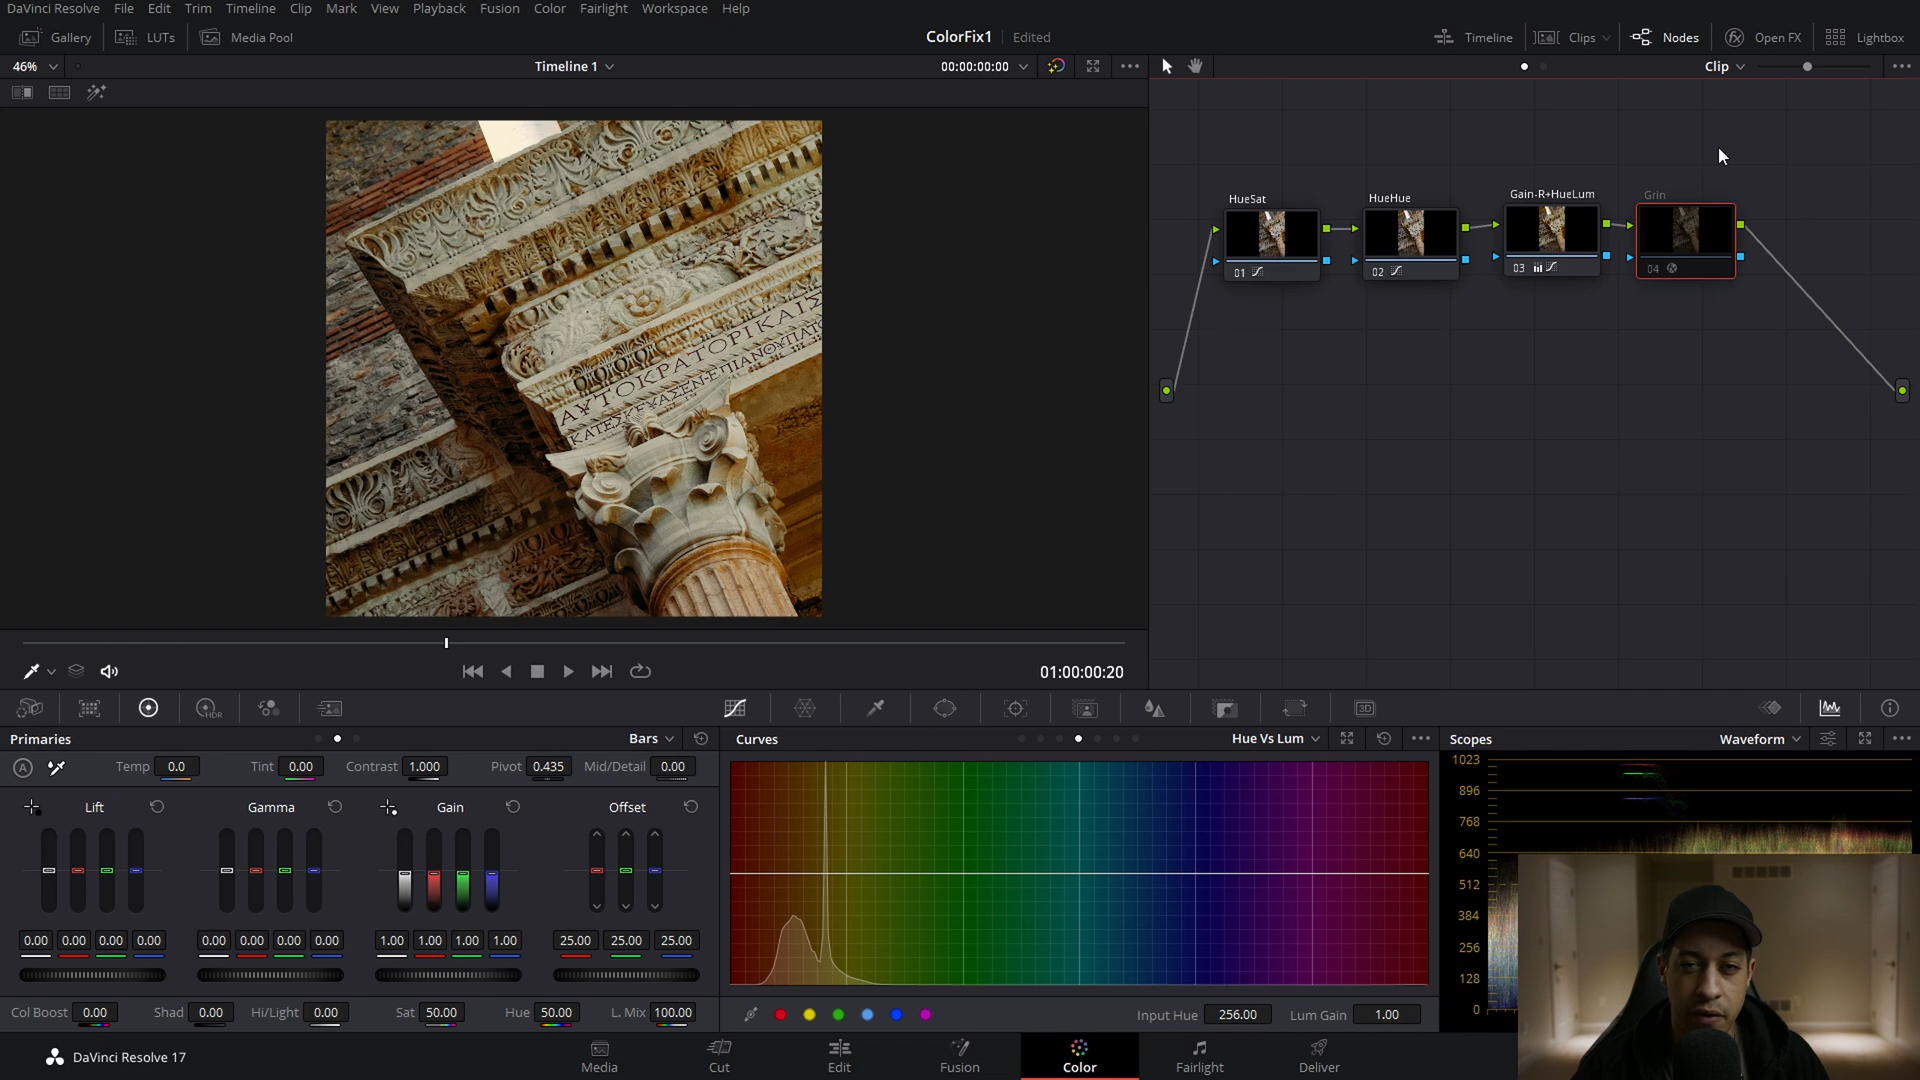 DaVinci Resolve File Edit Trim Timeline Clip Mark View Playback Fusion Color Fairlight Workspace Help
Gallery LUTs Media Pool ColorFix1 Edited Timeline Clips Nodes Open FX Lightbox
46% Timeline 1 00:00:00:00 Clip
HueSat HueHue Gain-R+HueLum Grin
01 02 03 04
ΑΥΤΟΚΡΑΤΟΡΙΚΑΙΣ
ΚΑΤΕΣΚΕΥΑΣΕΝ-ΕΠΙΑΝΘΥΠΑΤΟ
01:00:00:20
HDR 3D
Primaries Bars Curves Hue Vs Lum Scopes Waveform
A Temp 0.0 Tint 0.00 Contrast 1.000 Pivot 0.435 Mid/Detail 0.00
Lift Gamma Gain Offset
0.00 0.00 0.00 0.00 0.00 0.00 0.00 0.00 1.00 1.00 1.00 1.00 25.00 25.00 25.00
Col Boost 0.00 Shad 0.00 Hi/Light 0.00 Sat 50.00 Hue 50.00 L. Mix 100.00
Input Hue 256.00 Lum Gain 1.00
1023
896
768
640
512
384
256
128
0
DaVinci Resolve 17 Media Cut Edit Fusion Color Fairlight Deliver